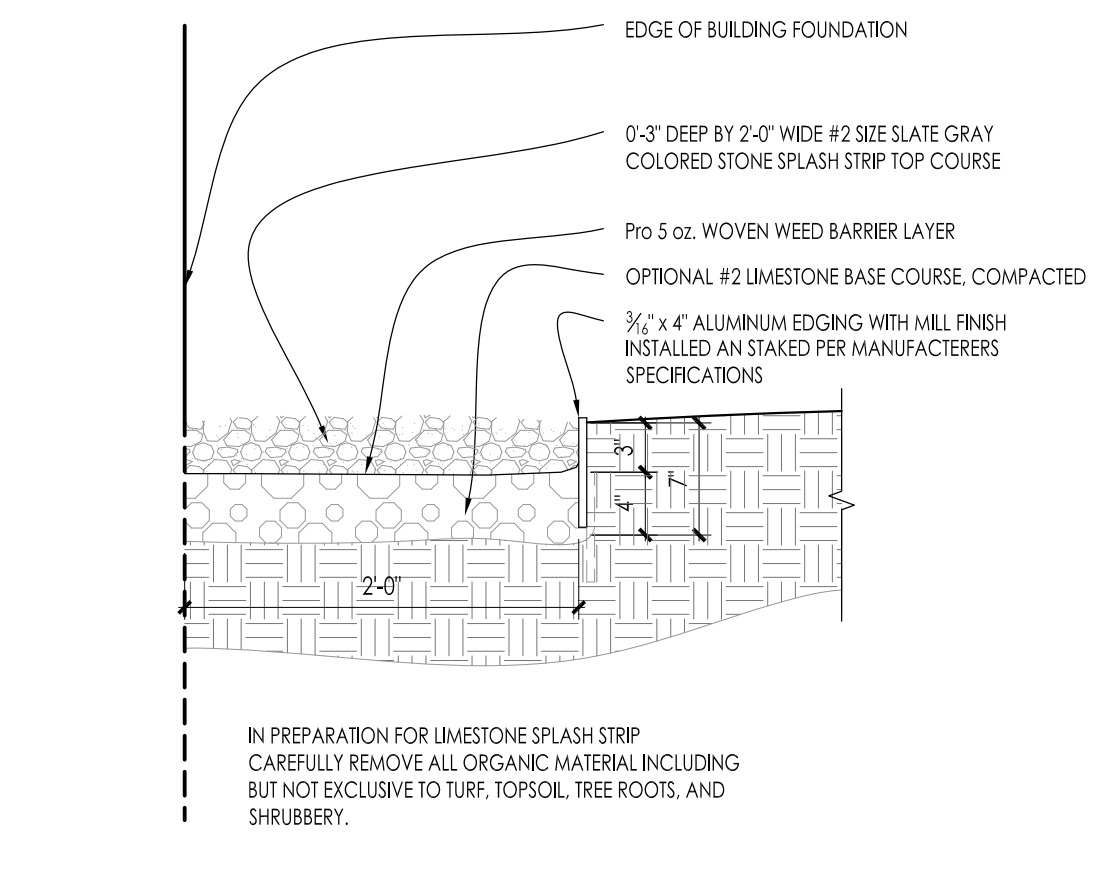 EDGE OF BUILDING FOUNDATION
0'-3" DEEP BY 2'-0" WIDE #2 SIZE SLATE GRAY
COLORED STONE SPLASH STRIP TOP COURSE
Pro 5 oz. WOVEN WEED BARRIER LAYER
OPTIONAL #2 LIMESTONE BASE COURSE, COMPACTED
3/16" x 4" ALUMINUM EDGING WITH MILL FINISH
INSTALLED AN STAKED PER MANUFACTERERS
SPECIFICATIONS
3"
7"
4"
2'-0"
IN PREPARATION FOR LIMESTONE SPLASH STRIP
CAREFULLY REMOVE ALL ORGANIC MATERIAL INCLUDING
BUT NOT EXCLUSIVE TO TURF, TOPSOIL, TREE ROOTS, AND
SHRUBBERY.